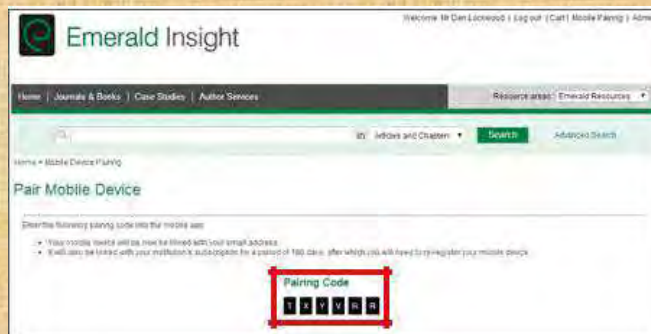 Welcome Mr Dan Lockwood | Log out | Cart | Mobile Pairing | Admin
Emerald Insight
Home | Journals & Books | Case Studies | Author Services
Resource areas: Emerald Resources
in: Articles and Chapters Search Advanced Search
Home > Mobile Device Pairing
Pair Mobile Device
Enter the following pairing code into the mobile app
Your mobile device will be now be linked with your email address.
It will also be linked with your institution's subscription for a period of 180 days, after which you will need to re-register your mobile device.
Pairing Code
T X Y V R R